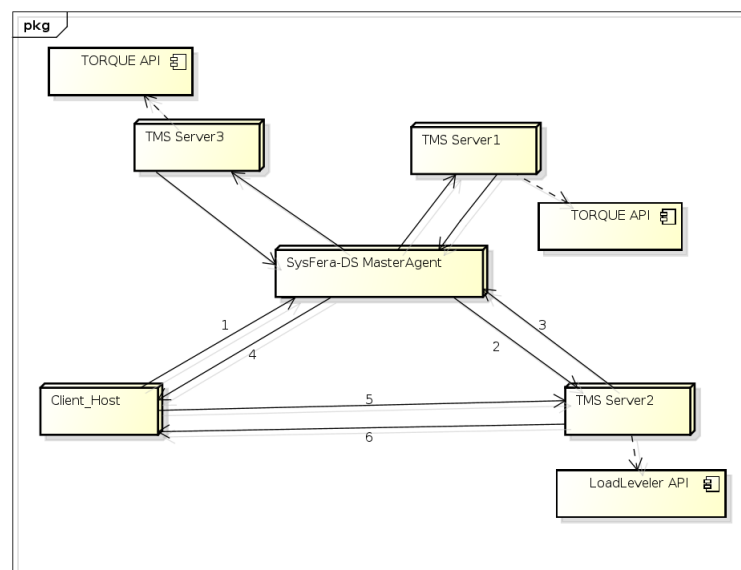 pkg
TORQUE API
TMS Server3
TMS Server1
TORQUE API
SysFera-DS MasterAgent
1
3
2
4
Client_Host
5
TMS Server2
6
LoadLeveler API